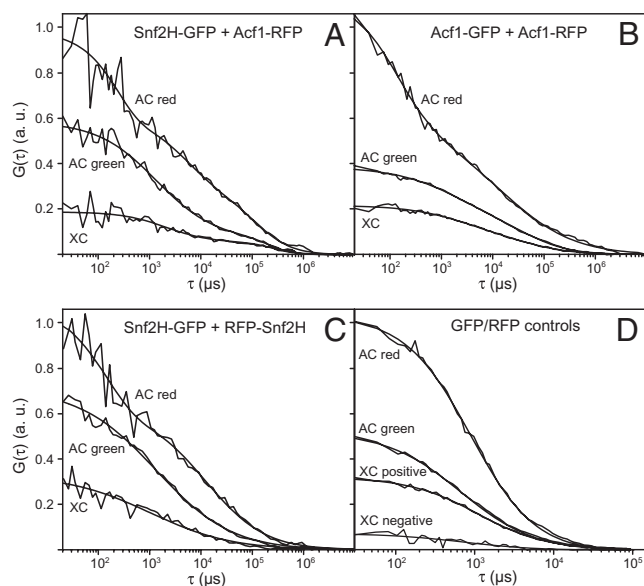 Snf2H-GFP + Acf1-RFP A
AC red
AC green
XC
G(τ) (a. u.)
1.0
0.8
0.6
0.4
0.2
10² 10³ 10⁴ 10⁵ 10⁶
τ (μs)
Acf1-GFP + Acf1-RFP B
AC red
AC green
XC
10² 10³ 10⁴ 10⁵ 10⁶
τ (μs)
Snf2H-GFP + RFP-Snf2H C
AC red
AC green
XC
G(τ) (a. u.)
1.0
0.8
0.6
0.4
0.2
10² 10³ 10⁴ 10⁵ 10⁶
τ (μs)
GFP/RFP controls D
AC red
AC green
XC positive
XC negative
10² 10³ 10⁴ 10⁵
τ (μs)